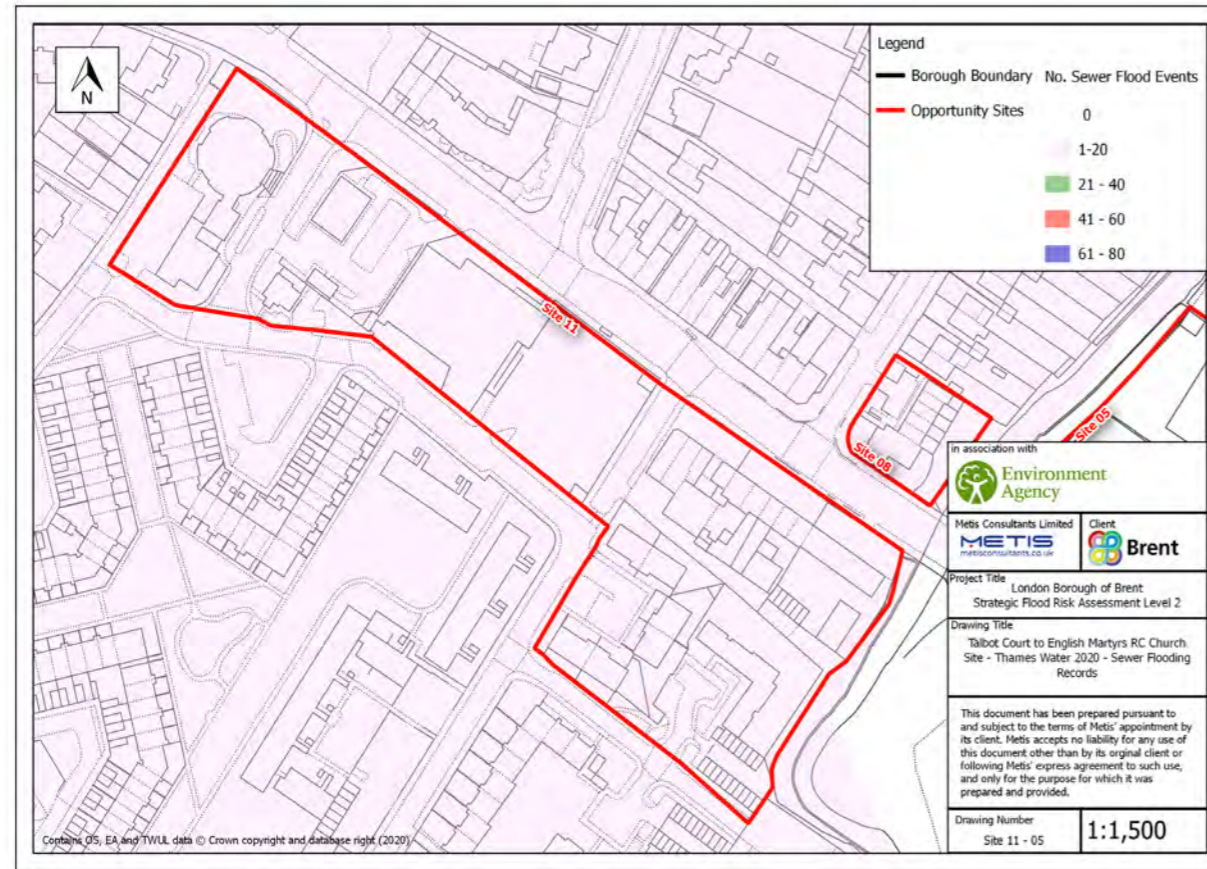 N
Legend
Borough Boundary
Opportunity Sites
No. Sewer Flood Events
0
1-20
21 - 40
41 - 60
61 - 80
Site 11
Site 08
Site 05
in association with
Environment
Agency
Metis Consultants Limited
METIS
metisconsultants.co.uk
Client
Brent
Project Title
London Borough of Brent
Strategic Flood Risk Assessment Level 2
Drawing Title
Talbot Court to English Martyrs RC Church
Site - Thames Water 2020 - Sewer Flooding
Records
This document has been prepared pursuant to
and subject to the terms of Metis' appointment by
its client. Metis accepts no liability for any use of
this document other than by its orginal client or
following Metis' express agreement to such use,
and only for the purpose for which it was
prepared and provided.
Drawing Number
Site 11 - 05
1:1,500
Contains OS, EA and TWUL data © Crown copyright and database right (2020)